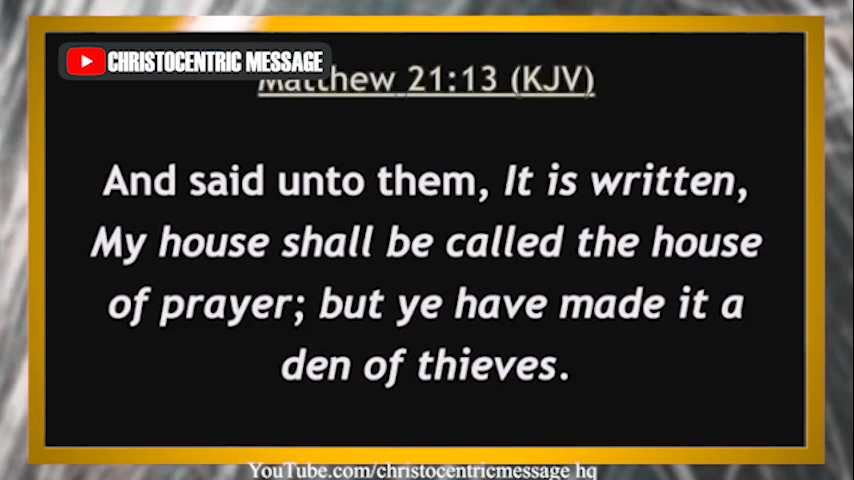 CHRISTOCENTRIC MESSAGE
Matthew 21:13 (KJV)
And said unto them, It is written,
My house shall be called the house
of prayer; but ye have made it a
den of thieves.
YouTube.com/christocentricmessage hq